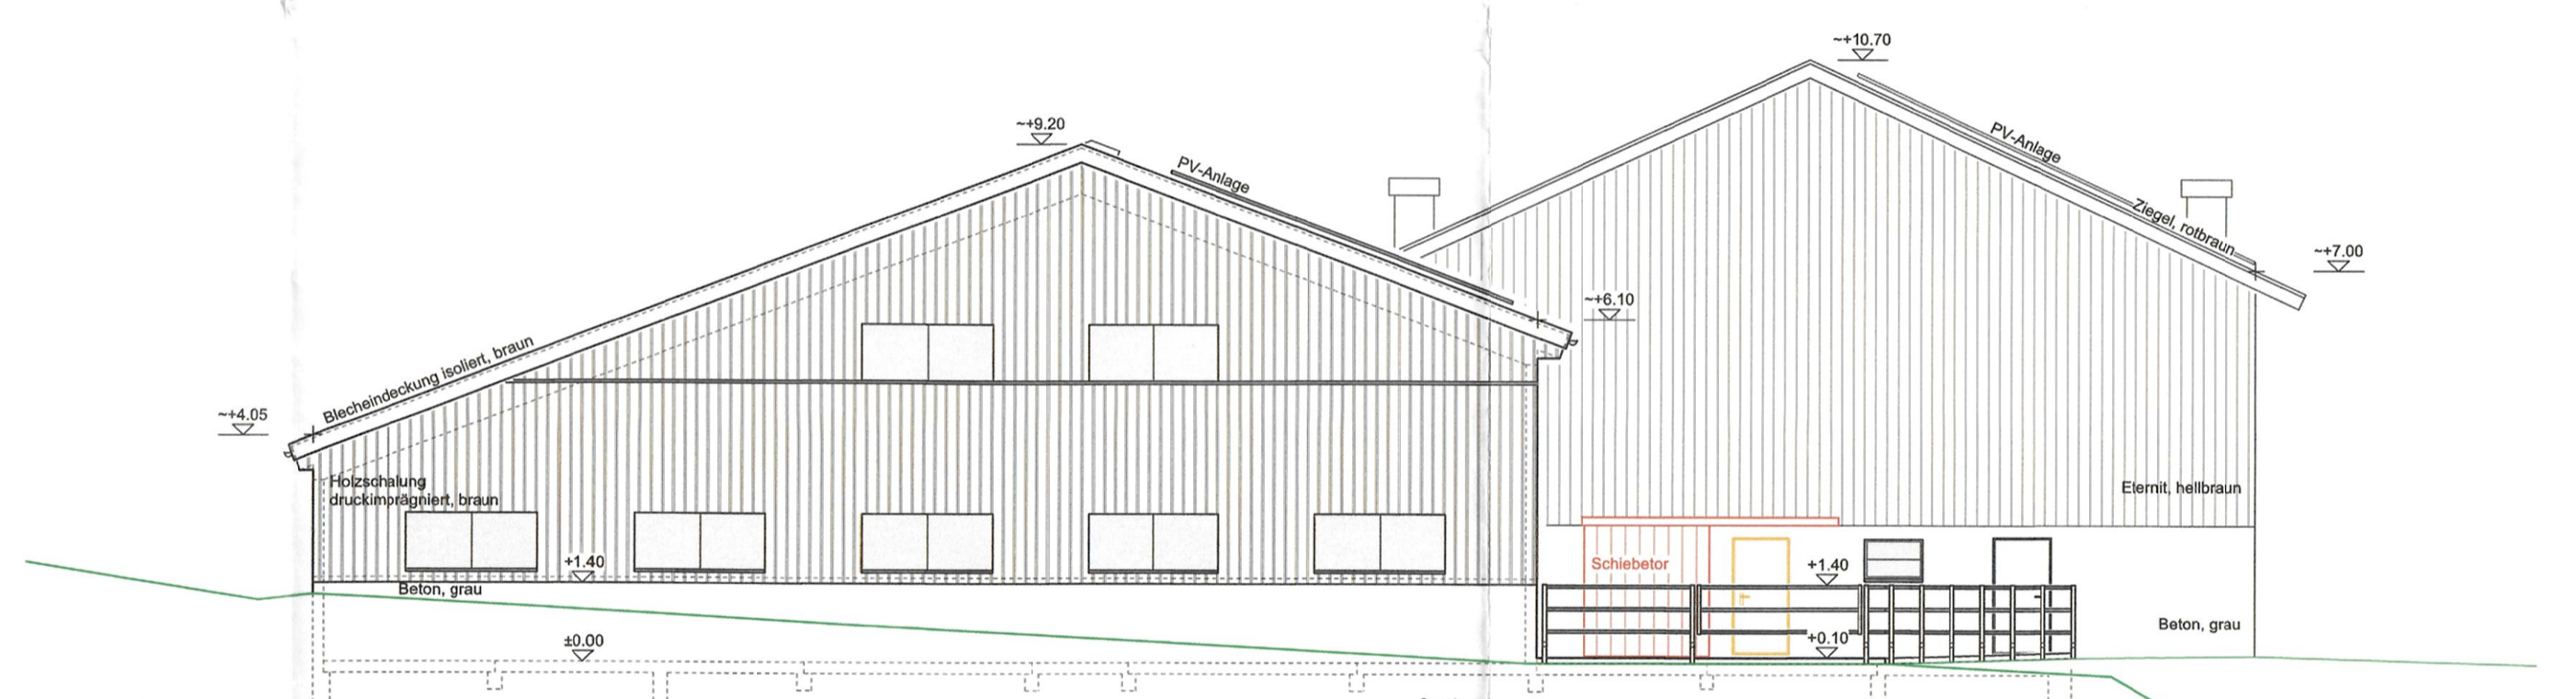 ~+10.70
~+9.20
PV-Anlage
PV-Anlage
Ziegel, rotbraun
~+7.00
~+6.10
Blecheindeckung isoliert, braun
~+4.05
Holzschalung
druckimprägniert, braun
Eternit, hellbraun
+1.40
Schiebetor
+1.40
Beton, grau
Beton, grau
±0.00
+0.10